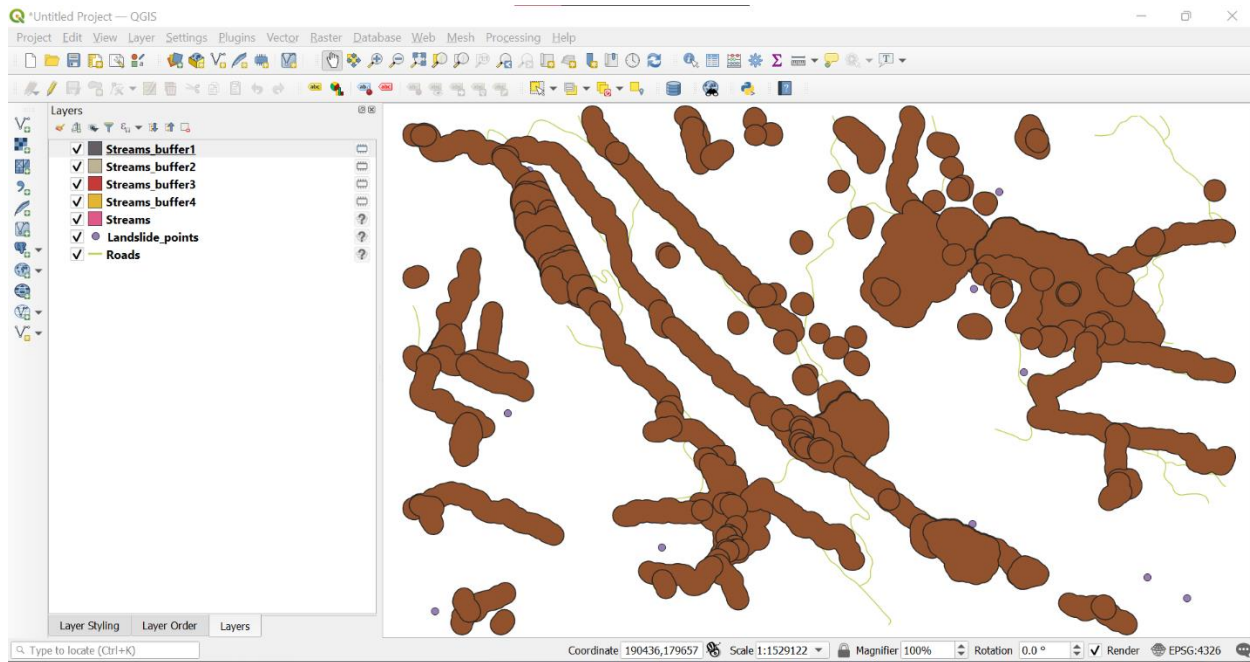 *Untitled Project — QGIS
Project Edit View Layer Settings Plugins Vector Raster Database Web Mesh Processing Help
Layers
Streams_buffer1
Streams_buffer2
Streams_buffer3
Streams_buffer4
Streams
Landslide_points
Roads
Layer Styling Layer Order Layers
Type to locate (Ctrl+K) Coordinate 190436,179657 Scale 1:1529122 Magnifier 100% Rotation 0.0 ° Render EPSG:4326